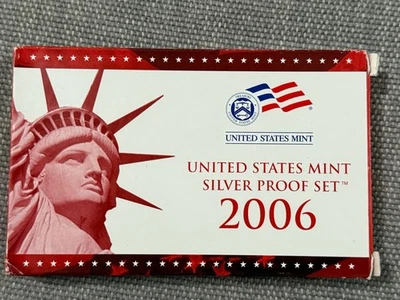 UNITED STATES MINT
UNITED STATES MINT
SILVER PROOF SET™
2006